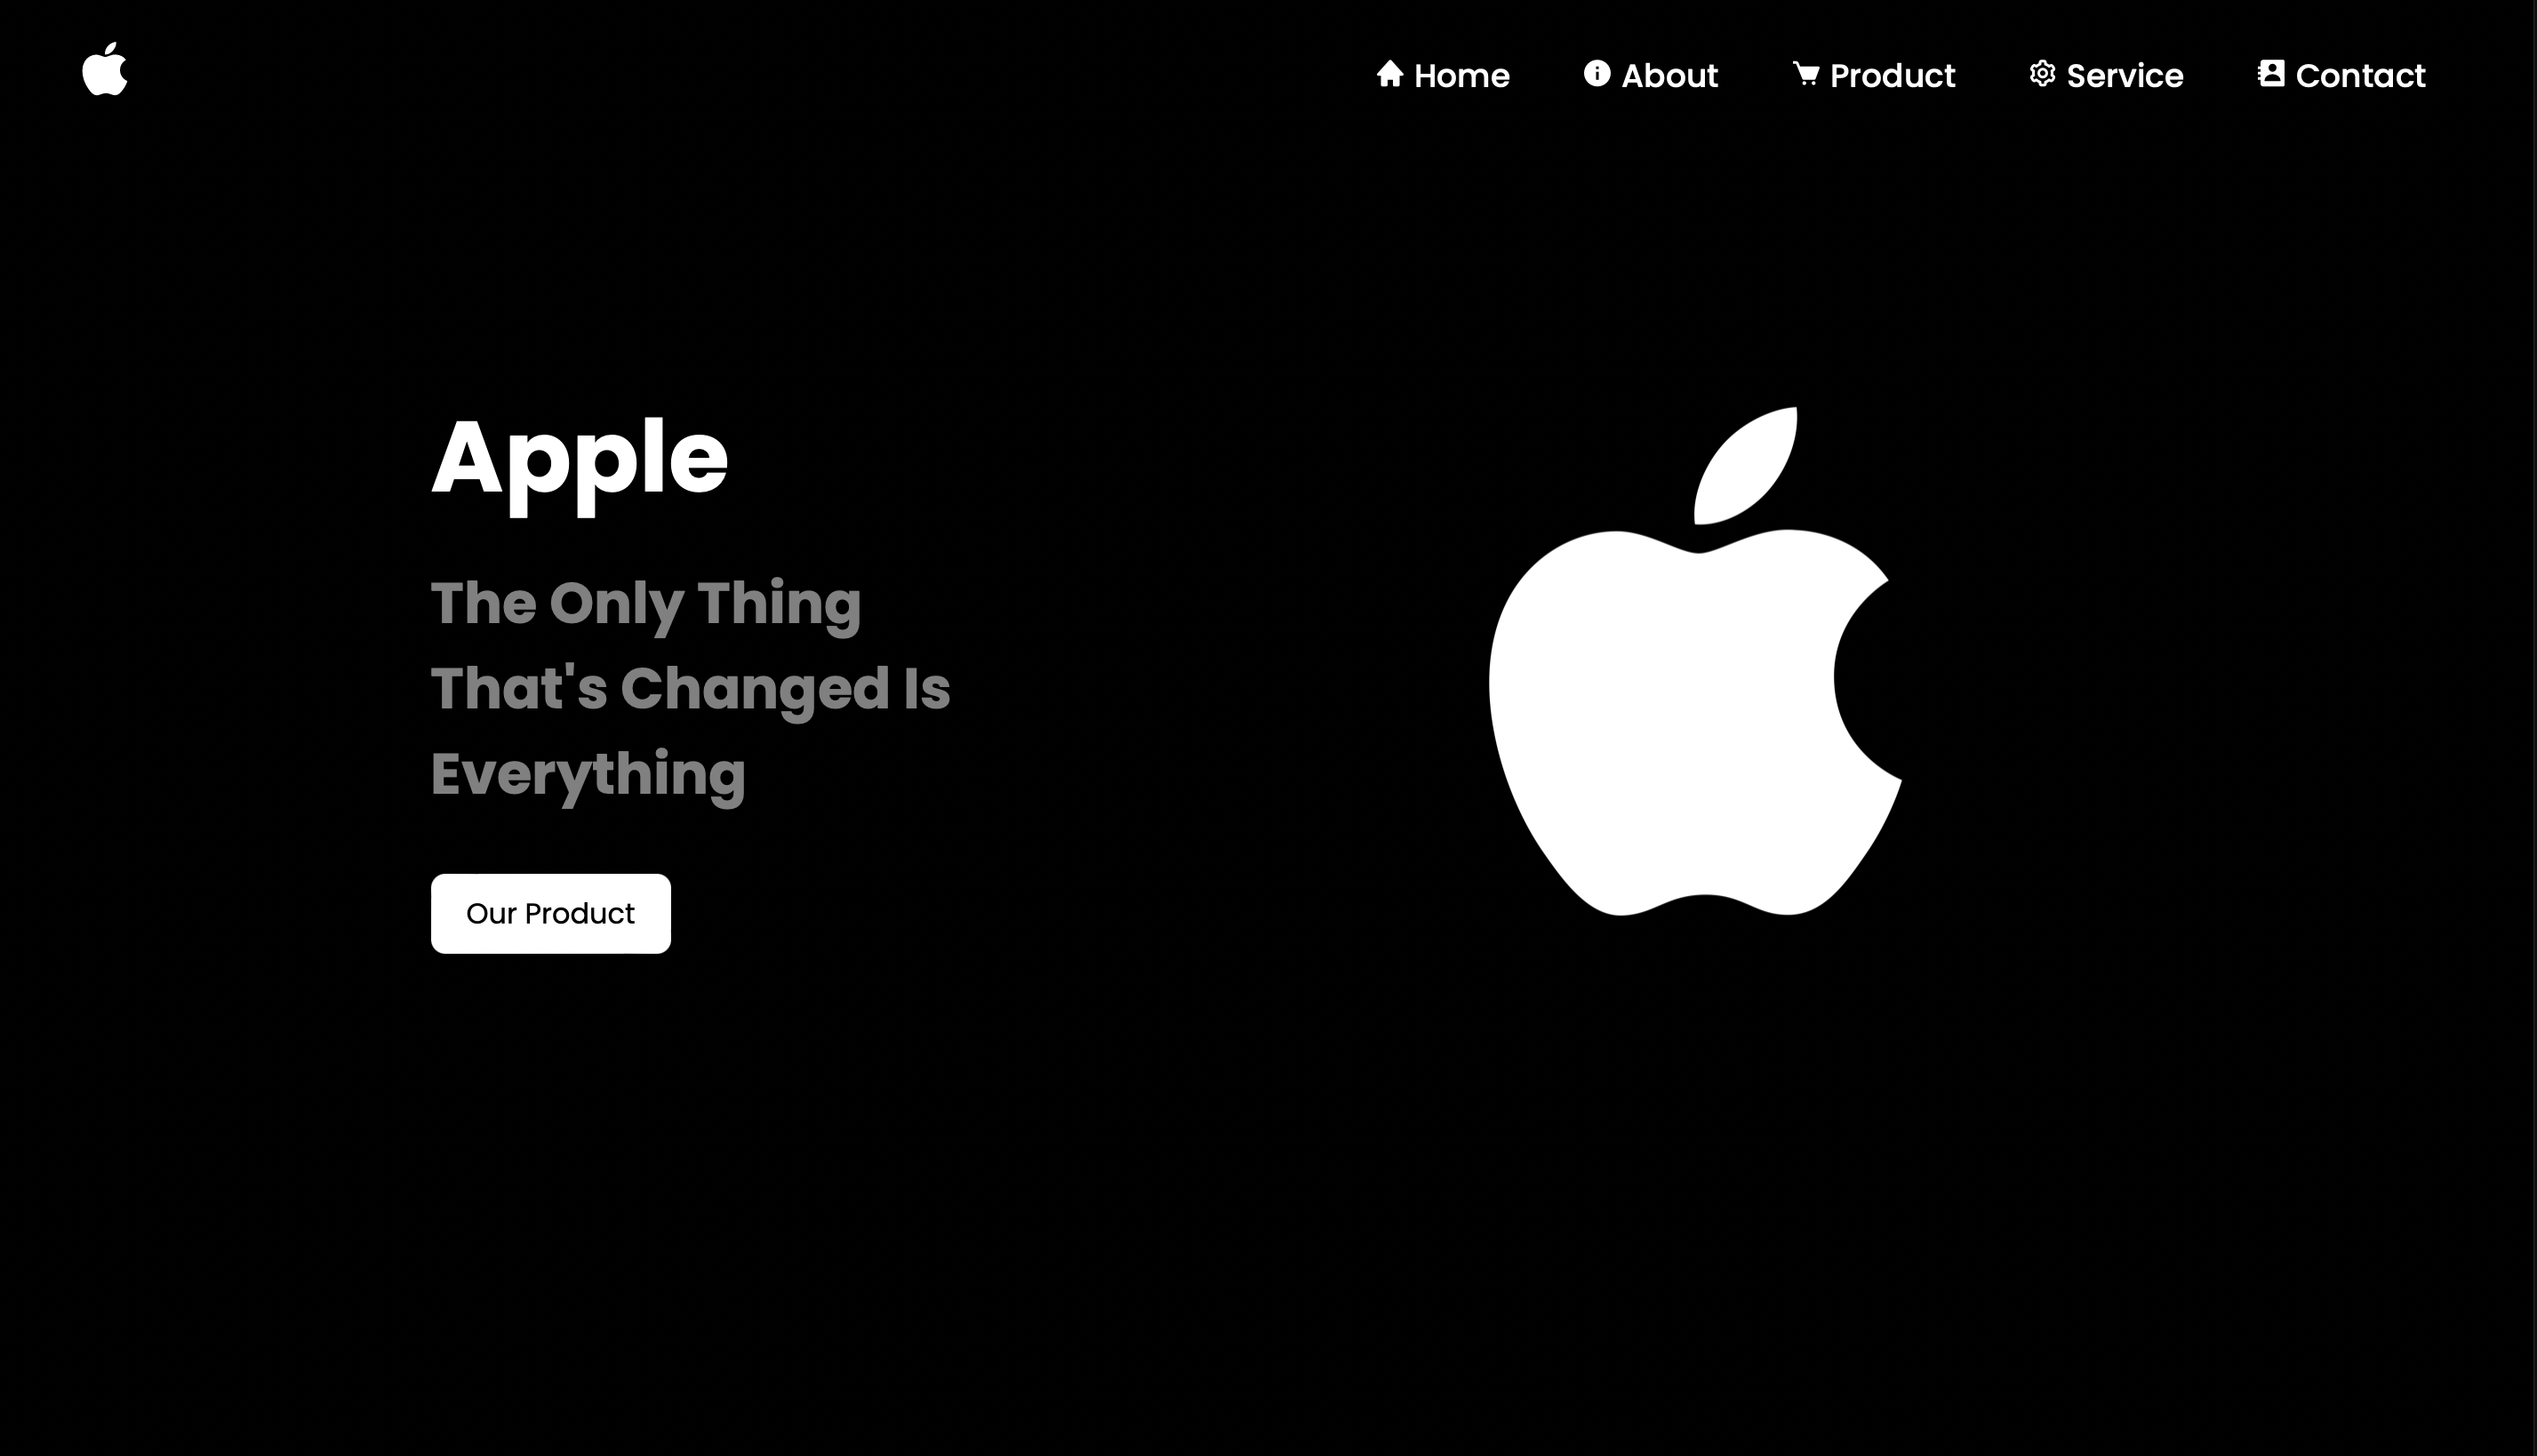 Home About Product Service Contact
Apple
The Only Thing
That's Changed Is
Everything
Our Product